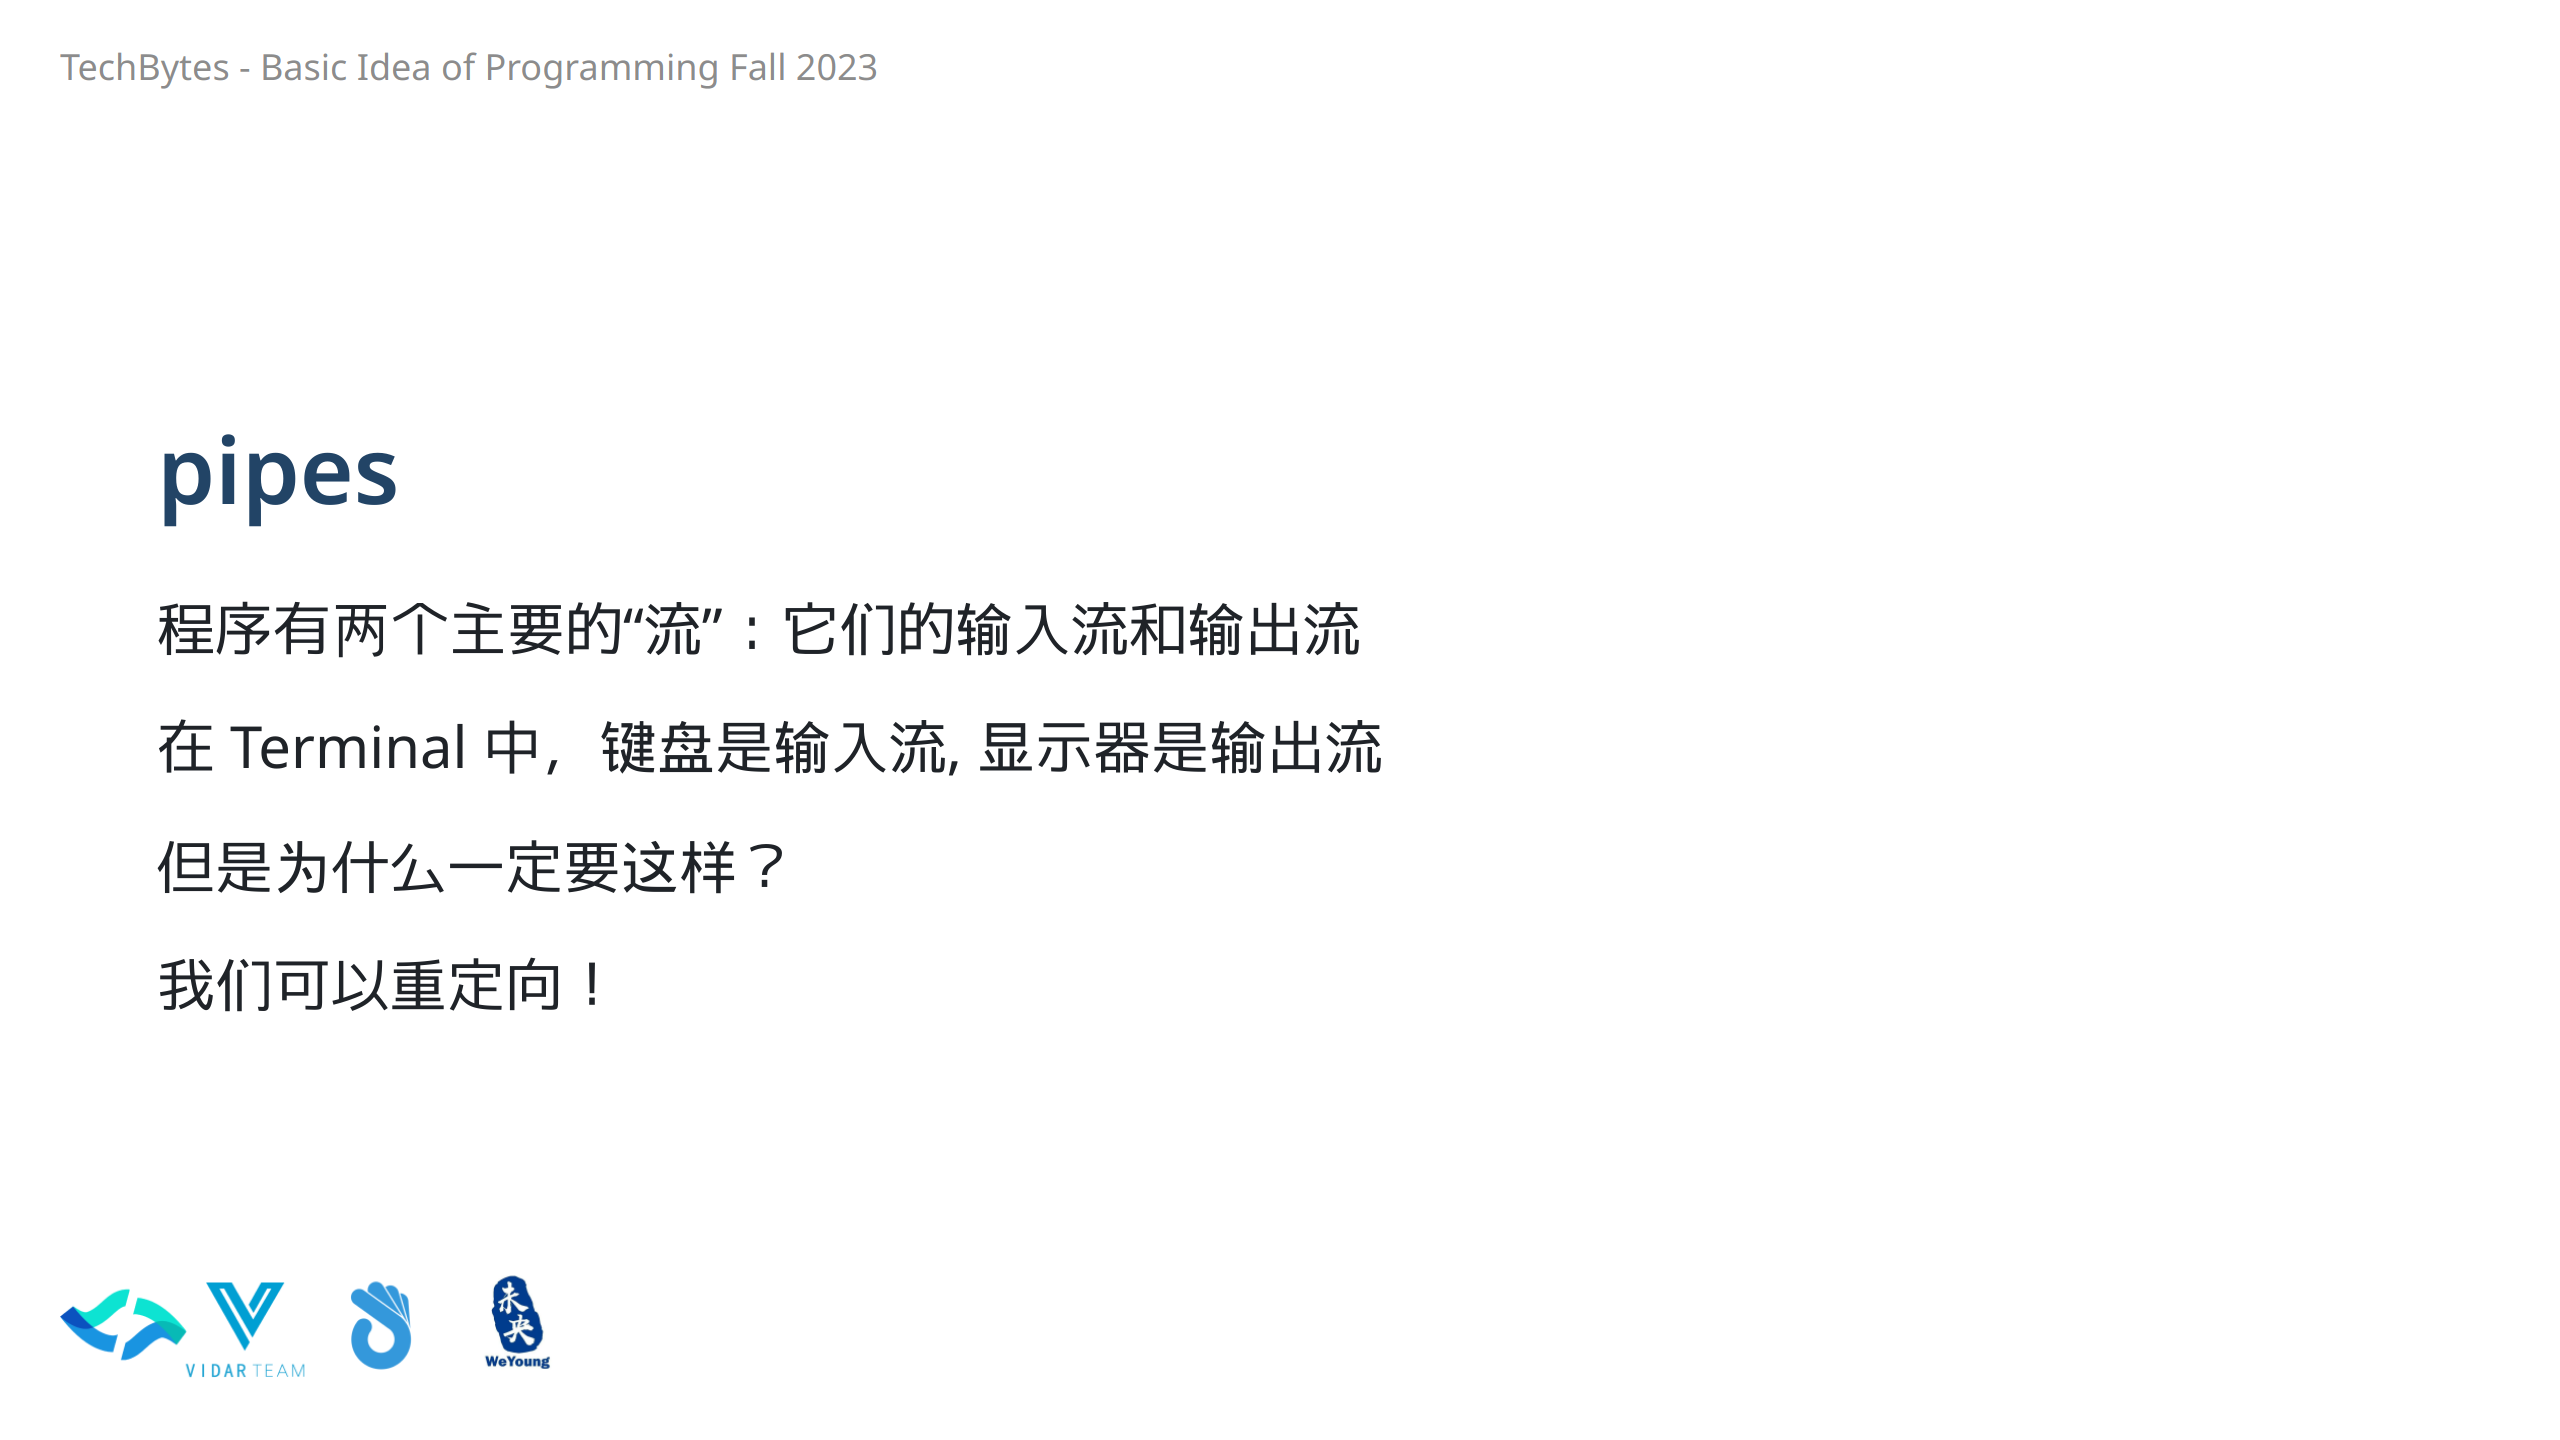 TechBytes - Basic Idea of Programming Fall 2023
pipes
程序有两个主要的“流”：它们的输入流和输出流
在 Terminal 中，键盘是输入流, 显示器是输出流
但是为什么一定要这样？
我们可以重定向！
VIDAR TEAM
未央
WeYoung